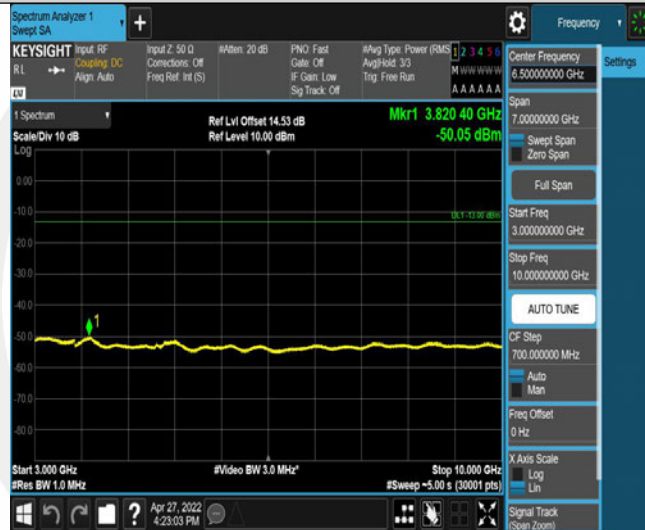 Spectrum Analyzer 1
Swept SA
Frequency
KEYSIGHT
RL
Input: RF
Coupling: DC
Align: Auto
Input Z: 50 Ω
Corrections: Off
Freq Ref: Int (S)
#Atten: 20 dB
PNO: Fast
Gate: Off
IF Gain: Low
Sig Track: Off
#Avg Type: Power (RMS
Avg|Hold: 3/3
Trig: Free Run
1 2 3 4 5 6
M W W W W W
A A A A A A
LXI
1 Spectrum
Scale/Div 10 dB
Log
Ref Lvl Offset 14.53 dB
Ref Level 10.00 dBm
Mkr1 3.820 40 GHz
-50.05 dBm
0.00
-10.0
-20.0
-30.0
-40.0
-50.0
-60.0
-70.0
-80.0
DL1 -13.00 dBm
1
Start 3.000 GHz
#Res BW 1.0 MHz
#Video BW 3.0 MHz*
Stop 10.000 GHz
#Sweep ~5.00 s (30001 pts)
Apr 27, 2022
4:23:03 PM
Settings
Center Frequency
6.500000000 GHz
Span
7.00000000 GHz
Swept Span
Zero Span
Full Span
Start Freq
3.000000000 GHz
Stop Freq
10.000000000 GHz
AUTO TUNE
CF Step
700.000000 MHz
Auto
Man
Freq Offset
0 Hz
X Axis Scale
Log
Lin
Signal Track
(Span Zoom)